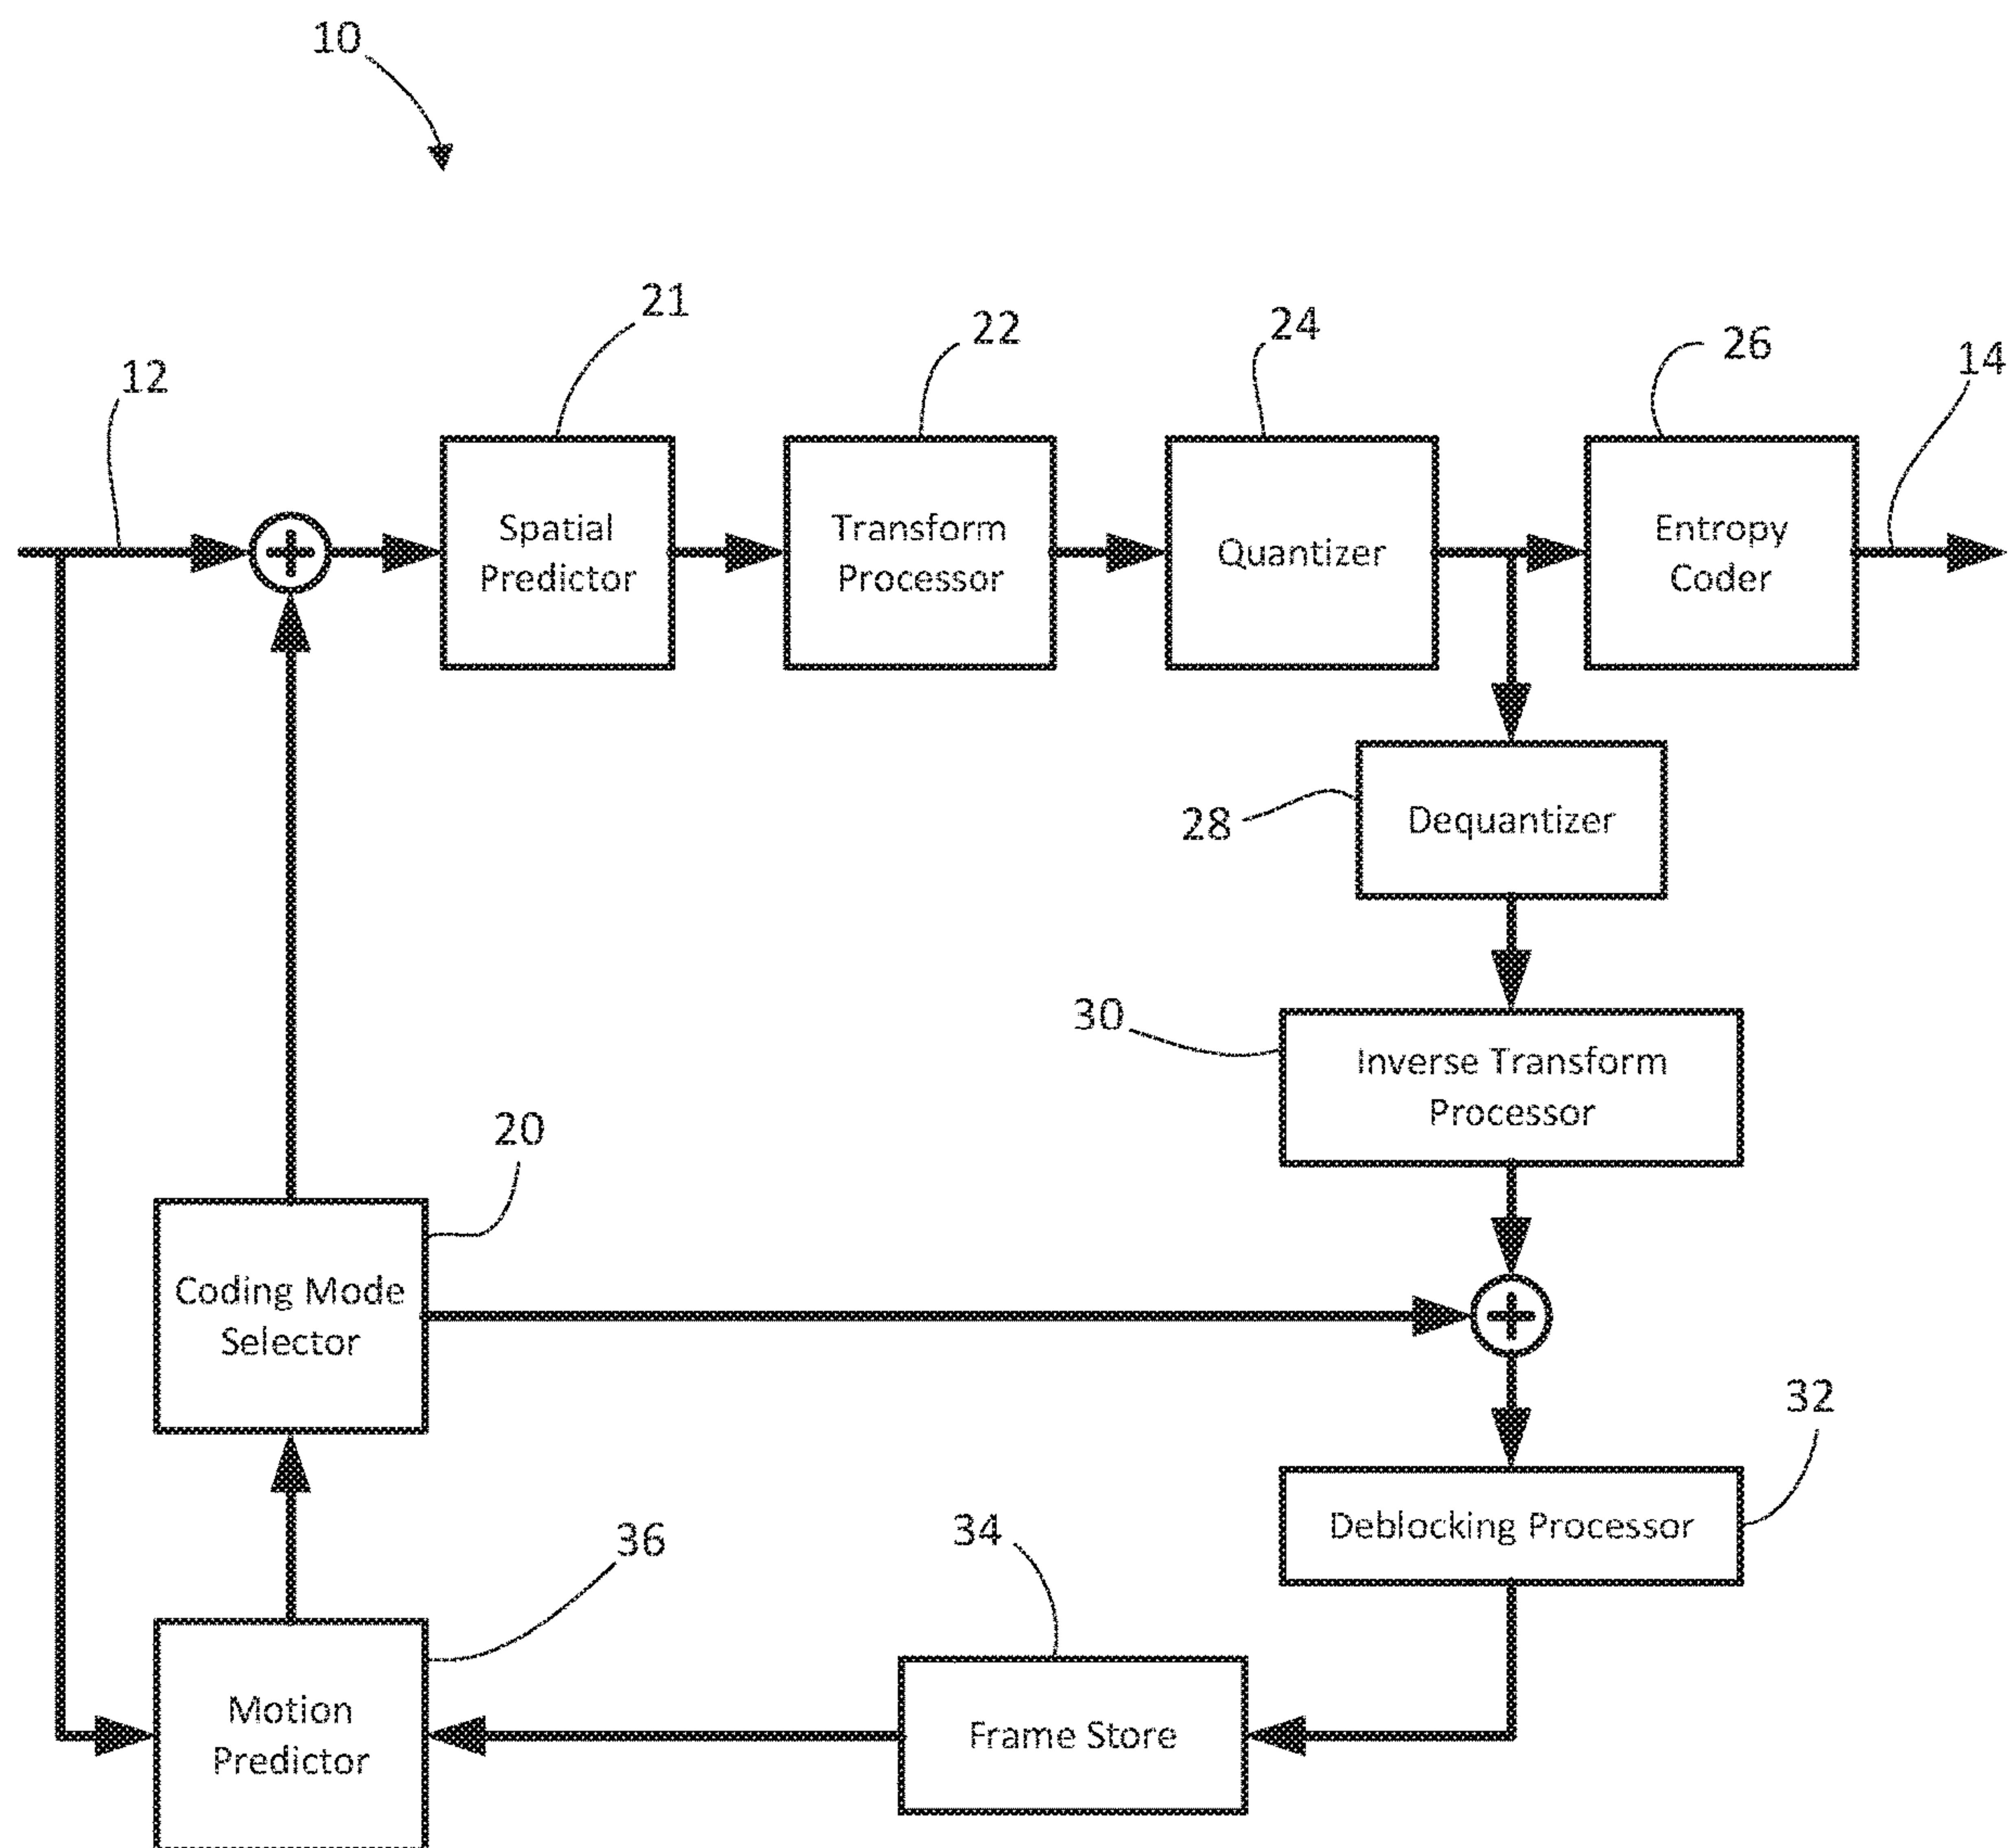 10
21
22
24
26
14
12
Spatial
Predictor
Transform
Processor
Quantizer
Entropy
Coder
28
Dequantizer
30
Inverse Transform
Processor
20
Coding Mode
Selector
32
Deblocking Processor
36
34
Motion
Predictor
Frame Store